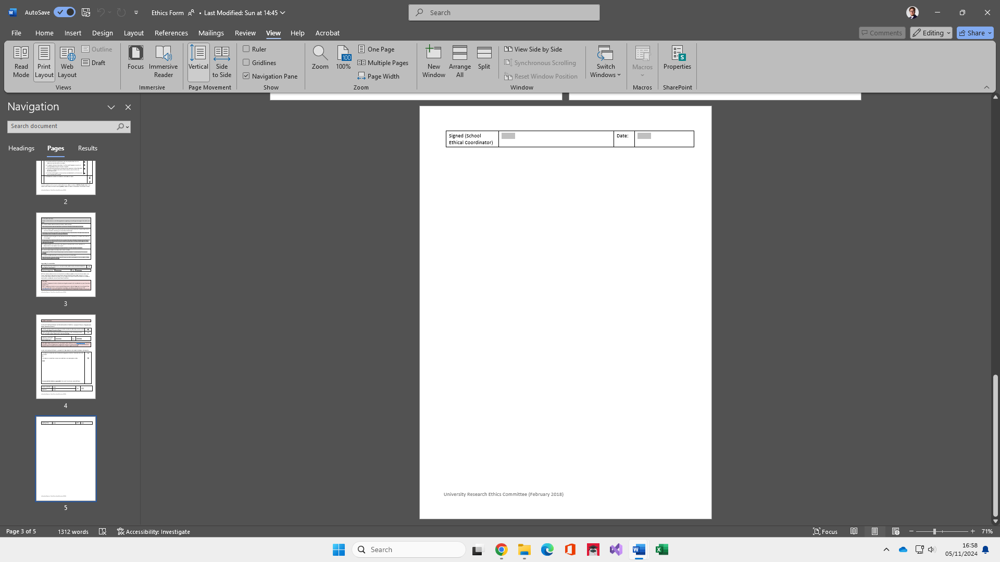 AutoSave
Ethics Form
• Last Modified: Sun at 14:45
Search
File
Home
Insert
Design
Layout
References
Mailings
Review
View
Help
Acrobat
Comments
Editing
Share
Read Mode
Print Layout
Web Layout
Outline
Draft
Views
Focus
Immersive Reader
Immersive
Vertical
Side to Side
Page Movement
Ruler
Gridlines
Navigation Pane
Show
Zoom
100
100%
One Page
Multiple Pages
Page Width
Zoom
New Window
Arrange All
Split
View Side by Side
Synchronous Scrolling
Reset Window Position
Window
Switch Windows
Macros
Macros
Properties
SharePoint
Navigation
Search document
Headings
Pages
Results
2
3
4
5
Signed (School
Ethical Coordinator)
Date:
University Research Ethics Committee (February 2018)
Page 3 of 5
1312 words
Accessibility: Investigate
Focus
71%
Search
16:58
05/11/2024